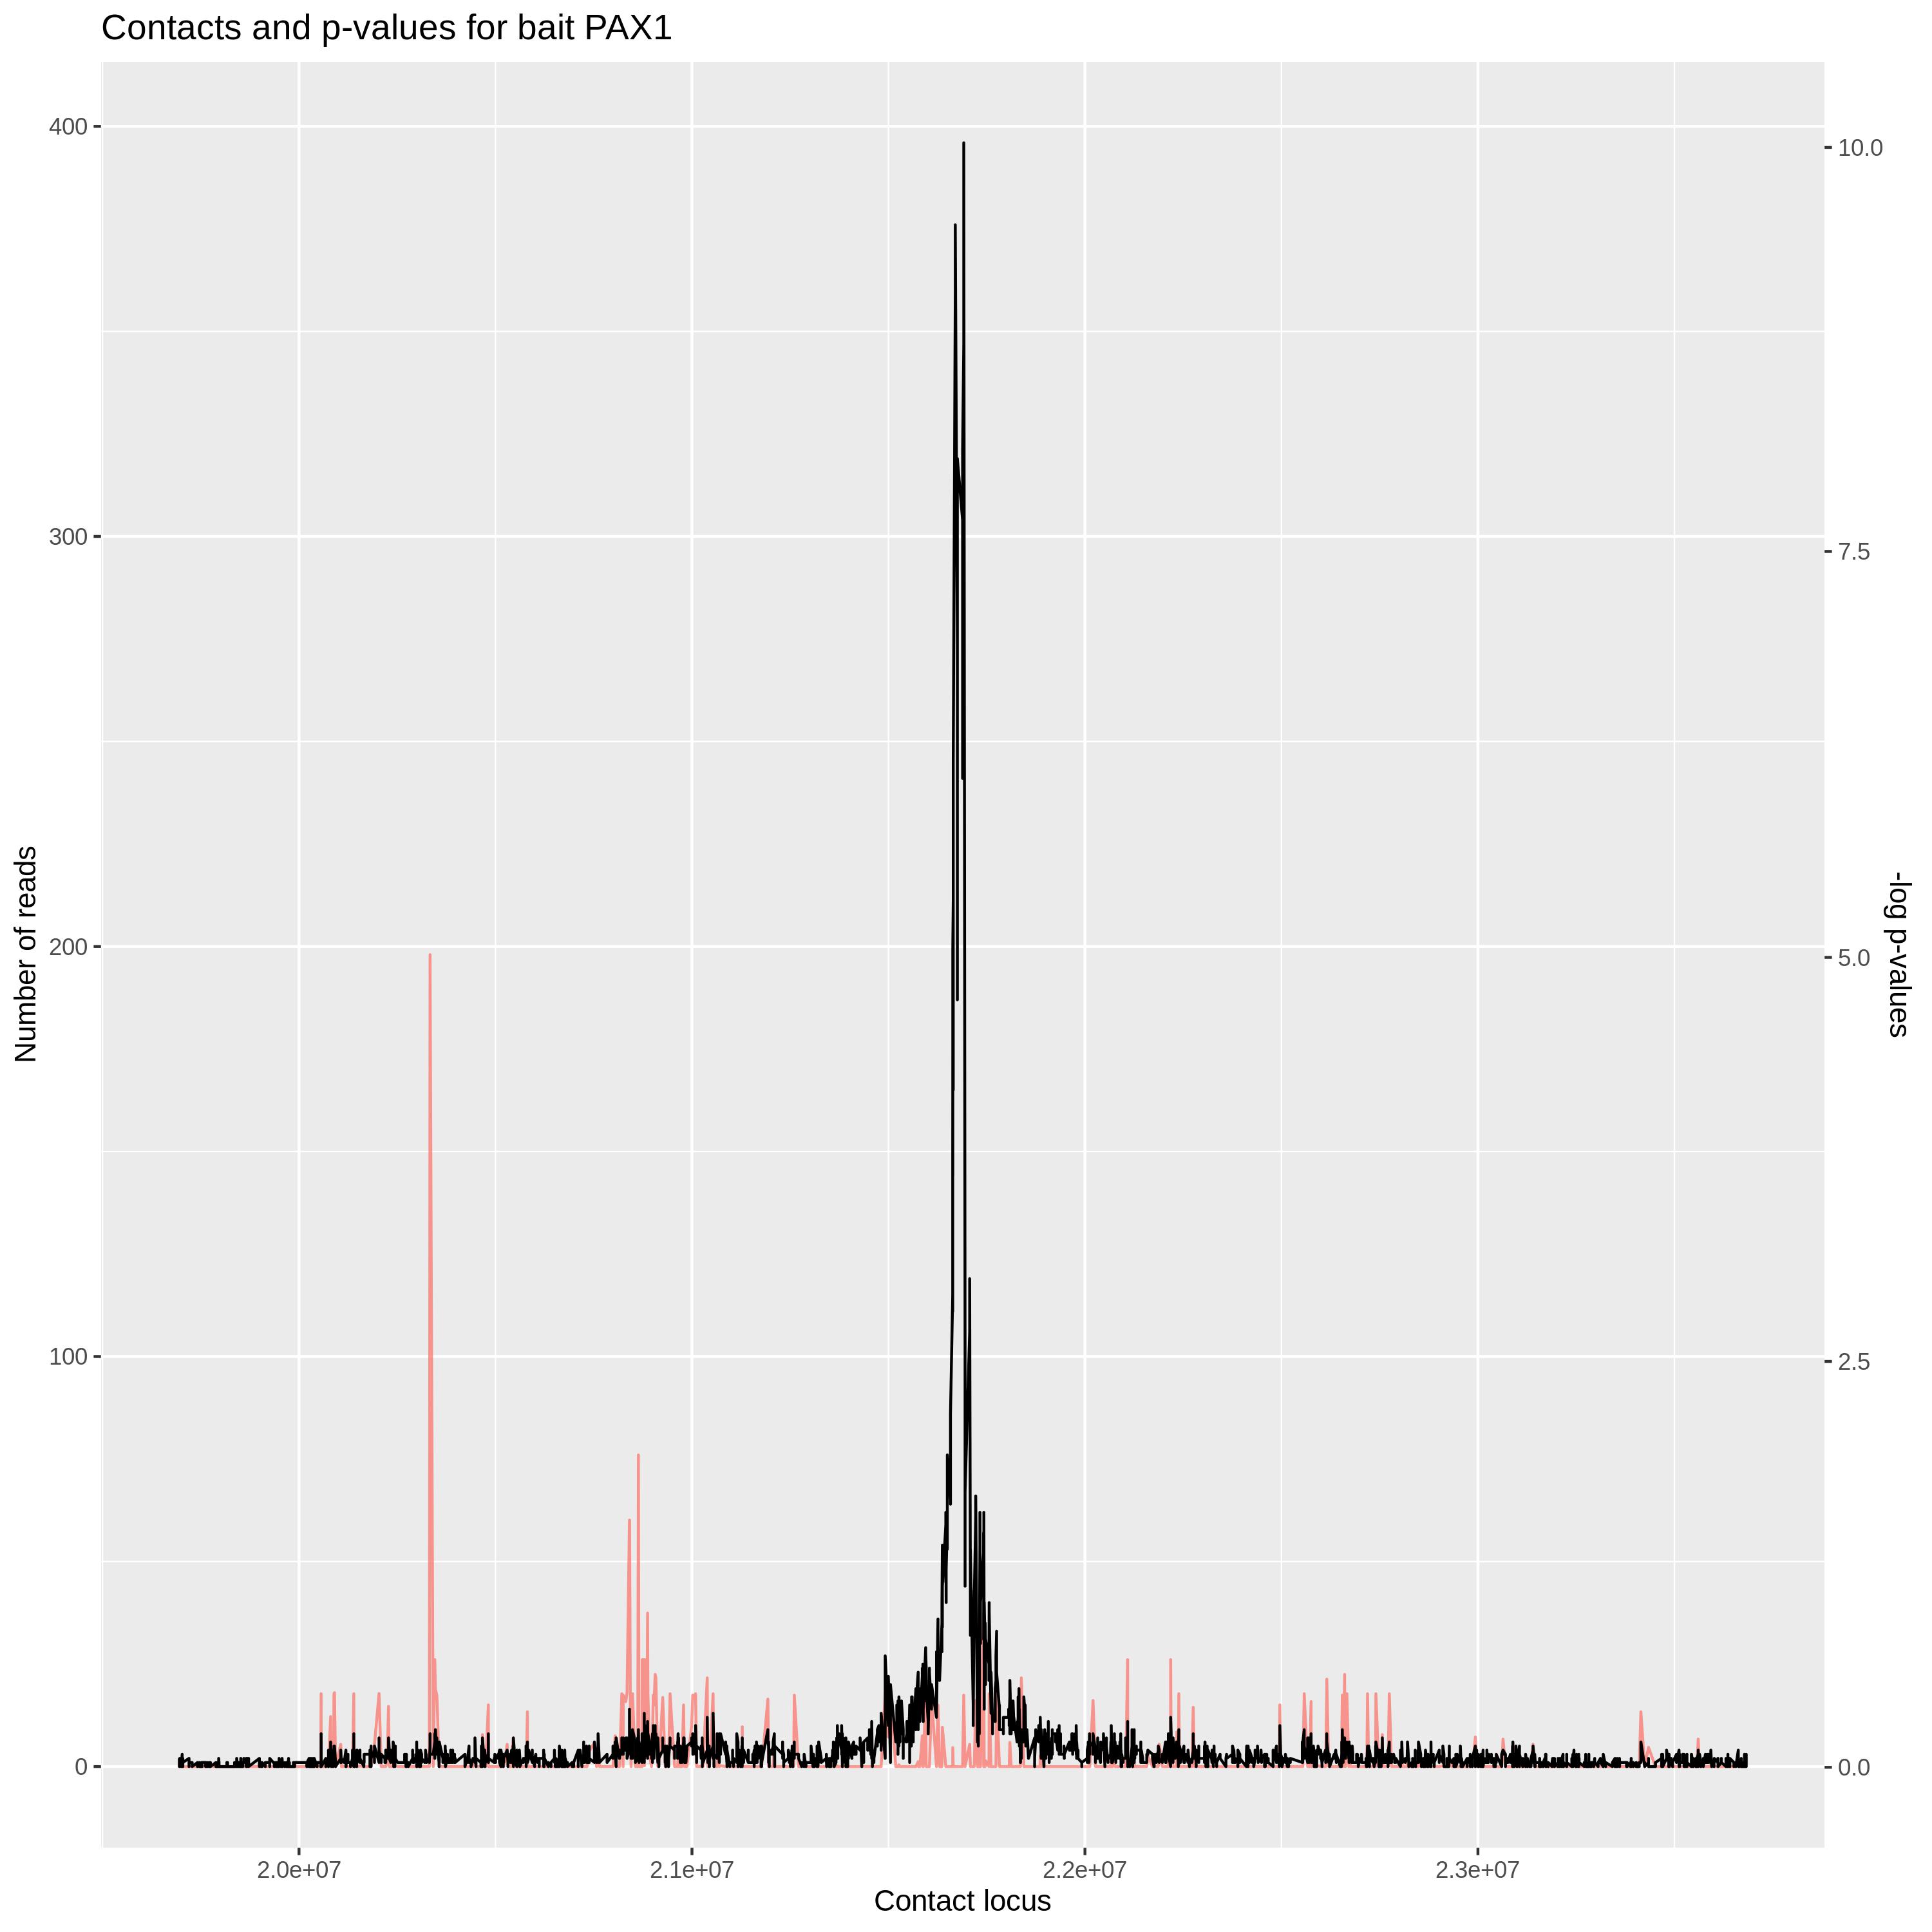 Contacts and p-values for bait PAX1
400
300
200
100
0
Number of reads
10.0
7.5
5.0
2.5
0.0
-log p-values
2.0e+07
2.1e+07
2.2e+07
2.3e+07
Contact locus